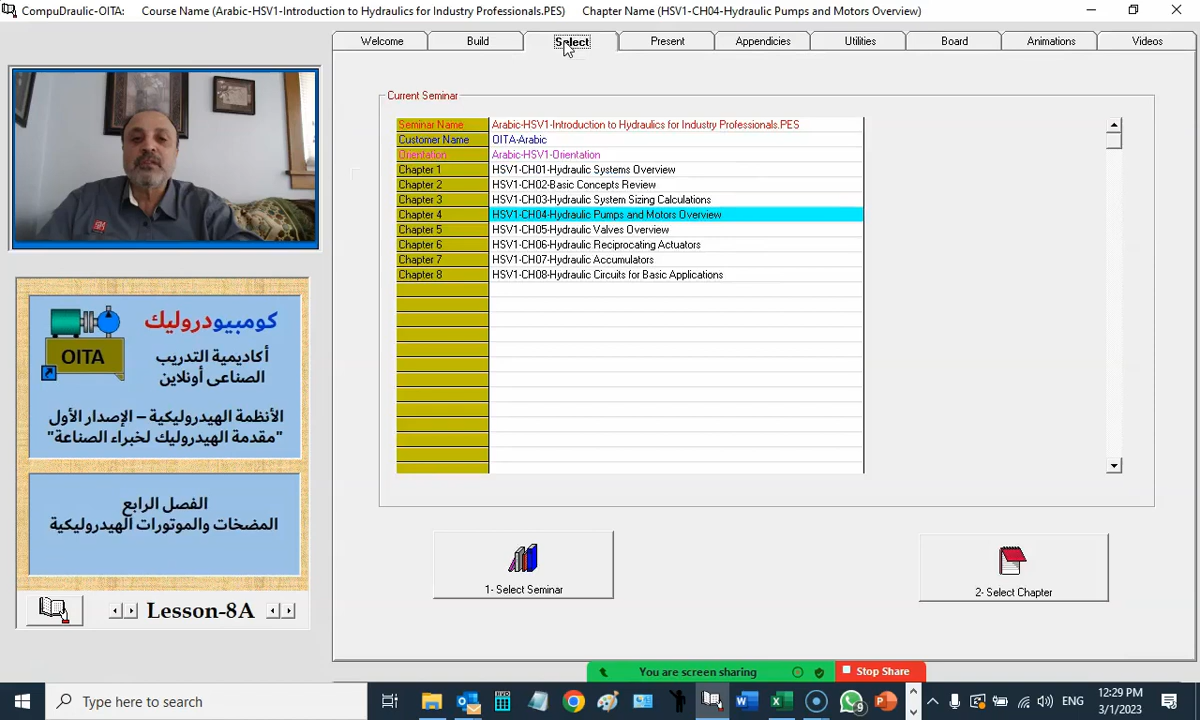 CompuDraulic-OITA: Course Name (Arabic-HSV1-Introduction to Hydraulics for Industry Professionals.PES) Chapter Name (HSV1-CH04-Hydraulic Pumps and Motors Overview)
Welcome Build Select Present Appendicies Utilities Board Animations Videos
Current Seminar
Seminar Name Arabic-HSV1-Introduction to Hydraulics for Industry Professionals.PES
Customer Name OITA-Arabic
Orientation Arabic-HSV1-Orientation
Chapter 1 HSV1-CH01-Hydraulic Systems Overview
Chapter 2 HSV1-CH02-Basic Concepts Review
Chapter 3 HSV1-CH03-Hydraulic System Sizing Calculations
Chapter 4 HSV1-CH04-Hydraulic Pumps and Motors Overview
Chapter 5 HSV1-CH05-Hydraulic Valves Overview
Chapter 6 HSV1-CH06-Hydraulic Reciprocating Actuators
Chapter 7 HSV1-CH07-Hydraulic Accumulators
Chapter 8 HSV1-CH08-Hydraulic Circuits for Basic Applications
1- Select Seminar
2- Select Chapter
OITA
كومبيودروليك
أكاديمية التدريب
الصناعى أونلاين
الأنظمة الهيدروليكية – الإصدار الأول
"مقدمة الهيدروليك لخبراء الصناعة"
الفصل الرابع
المضخات والموتورات الهيدروليكية
Lesson-8A
You are screen sharing Stop Share
Type here to search
ENG
12:29 PM
3/1/2023